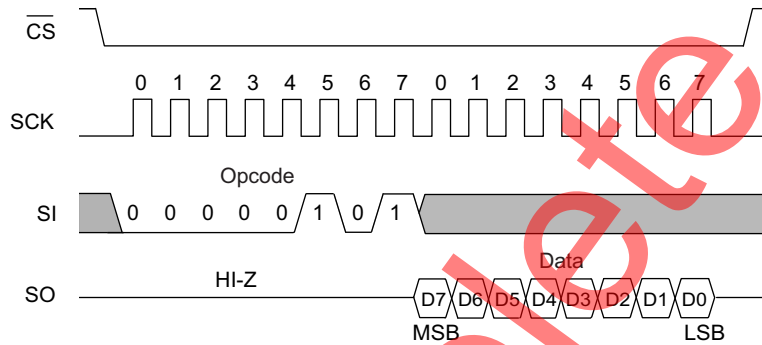 CS
0 1 2 3 4 5 6 7 0 1 2 3 4 5 6 7
SCK
Opcode
SI 0 0 0 0 0 1 0 1
Data
HI-Z
SO D7 D6 D5 D4 D3 D2 D1 D0
MSB LSB
plete